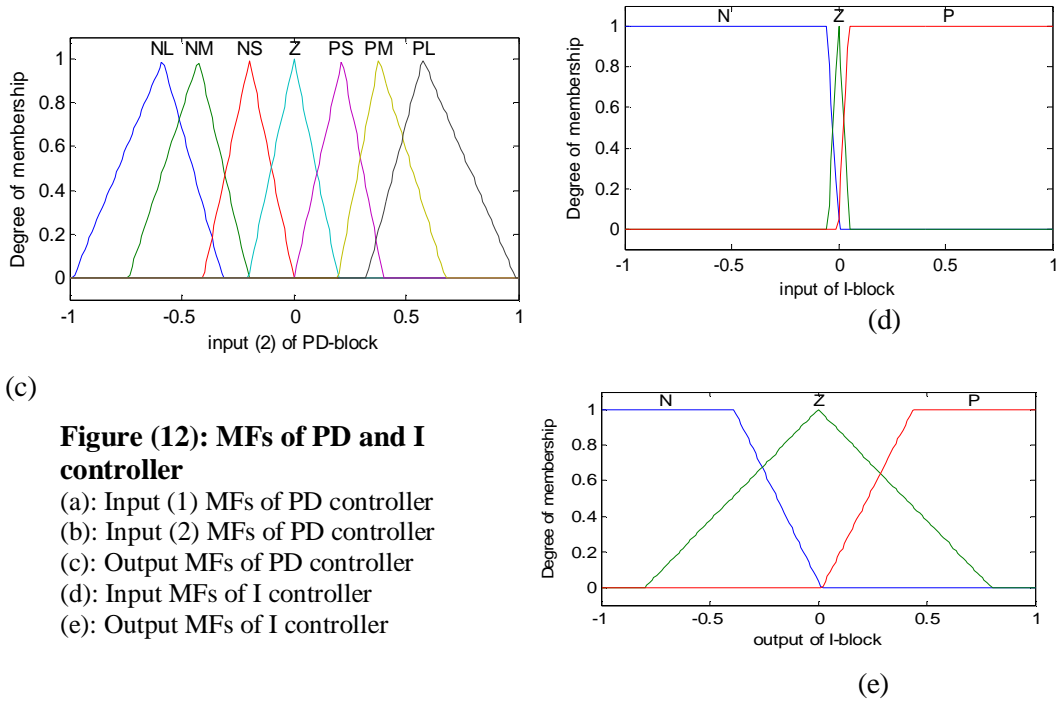 NL NM NS Z PS PM PL
1
0.8
0.6
0.4
0.2
0
Degree of membership
-1 -0.5 0 0.5 1
input (2) of PD-block
(c)
N Z P
1
0.8
0.6
0.4
0.2
0
Degree of membership
-1 -0.5 0 0.5 1
input of I-block
(d)
Figure (12): MFs of PD and I
controller
(a): Input (1) MFs of PD controller
(b): Input (2) MFs of PD controller
(c): Output MFs of PD controller
(d): Input MFs of I controller
(e): Output MFs of I controller
N Z P
1
0.8
0.6
0.4
0.2
0
Degree of membership
-1 -0.5 0 0.5 1
output of I-block
(e)